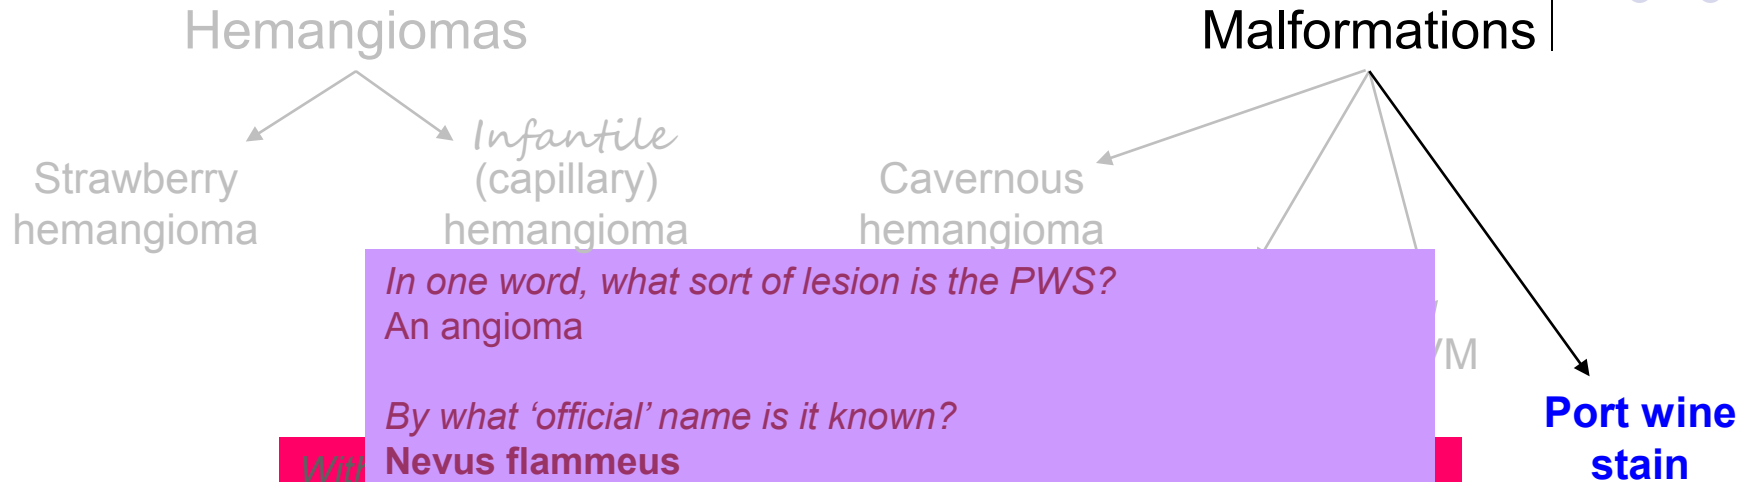 Hemangiomas
Malformations
Infantile
Strawberry
hemangioma
(capillary)
hemangioma
Cavernous
hemangioma
In one word, what sort of lesion is the PWS?
An angioma
By what ‘official’ name is it known?
Nevus flammeus
Port wine
stain